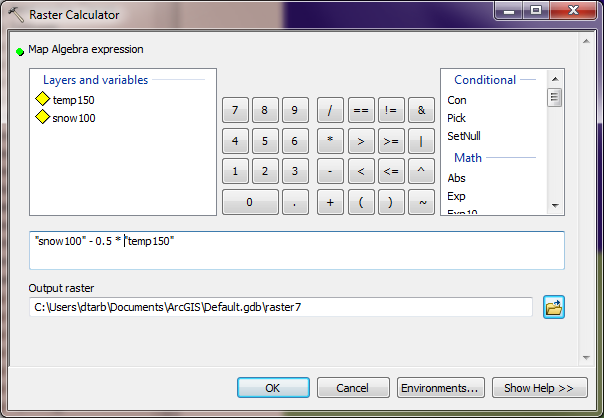 Raster Calculator
Map Algebra expression
Layers and variables
temp150
snow100
7 8 9 / == != &
4 5 6 * > >= |
1 2 3 - < <= ^
0 . + ( ) ~
Conditional
Con
Pick
SetNull
Math
Abs
Exp
Exp10
"snow100" - 0.5 * "temp150"
Output raster
C:\Users\dtarb\Documents\ArcGIS\Default.gdb\raster7
OK Cancel Environments... Show Help >>